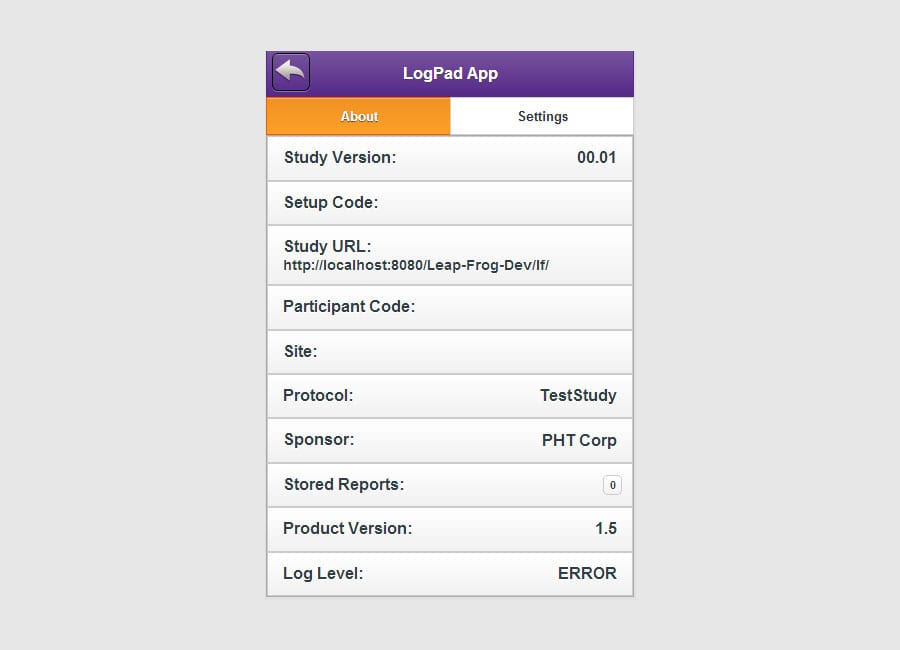 LogPad App
About Settings
Study Version: 00.01
Setup Code:
Study URL:
http://localhost:8080/Leap-Frog-Dev/lf/
Participant Code:
Site:
Protocol: TestStudy
Sponsor: PHT Corp
Stored Reports: 0
Product Version: 1.5
Log Level: ERROR